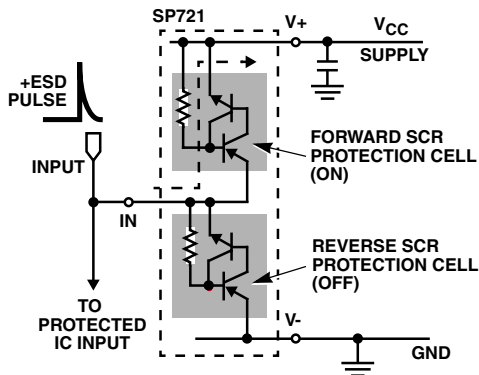 SP721
V+
VCC
SUPPLY
+ESD
PULSE
INPUT
FORWARD SCR
PROTECTION CELL
(ON)
IN
REVERSE SCR
PROTECTION CELL
(OFF)
TO
PROTECTED
IC INPUT
V-
GND